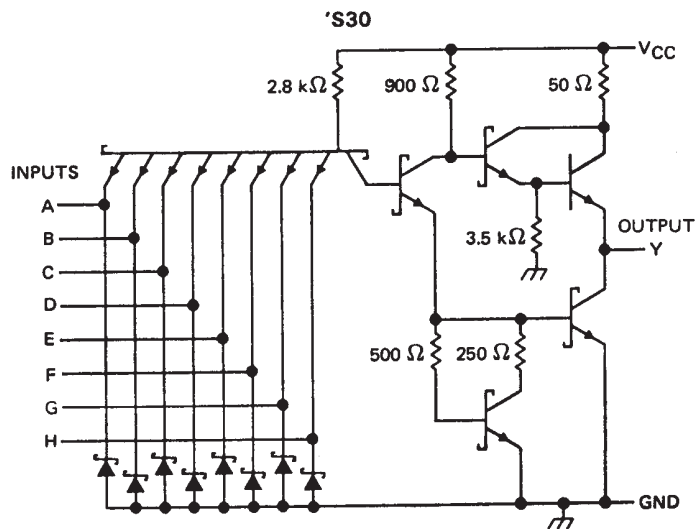 'S30
VCC
2.8 kΩ
900 Ω
50 Ω
INPUTS
A
B
C
D
E
F
G
H
3.5 kΩ
OUTPUT
Y
500 Ω
250 Ω
GND